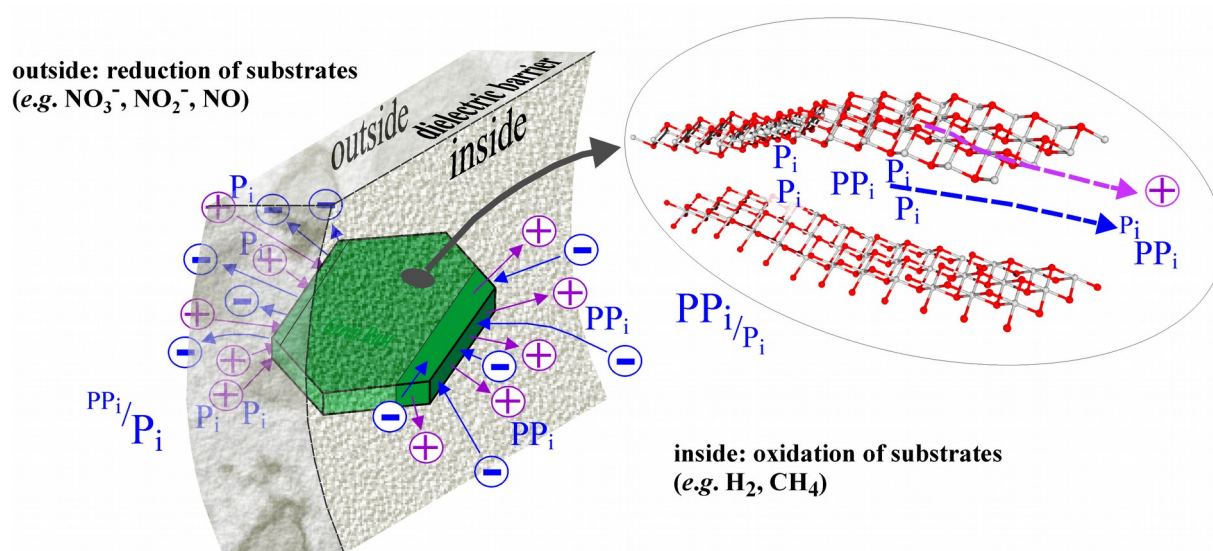 outside: reduction of substrates
(e.g. NO₃⁻, NO₂⁻, NO)
outside
dielectric barrier
inside
Pᵢ
+
−
−
Pᵢ
+
−
−
+
−
+
+
Pᵢ
Pᵢ
PPᵢ/Pᵢ
+
−
+
PPᵢ
+
−
−
+
−
+
PPᵢ
−
Pᵢ
Pᵢ
PPᵢ
Pᵢ
Pᵢ
+
Pᵢ
PPᵢ
PPᵢ/Pᵢ
inside: oxidation of substrates
(e.g. H₂, CH₄)